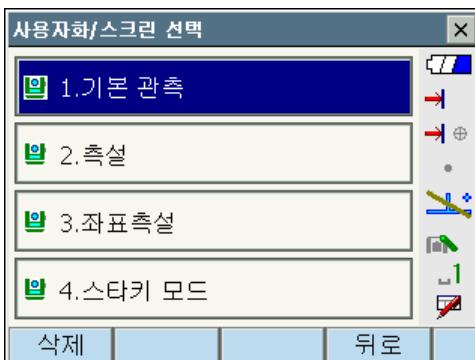 사용자화/스크린 선택
1.기본 관측
2.측설
3.좌표측설
4.스타키 모드
1
삭제 뒤로